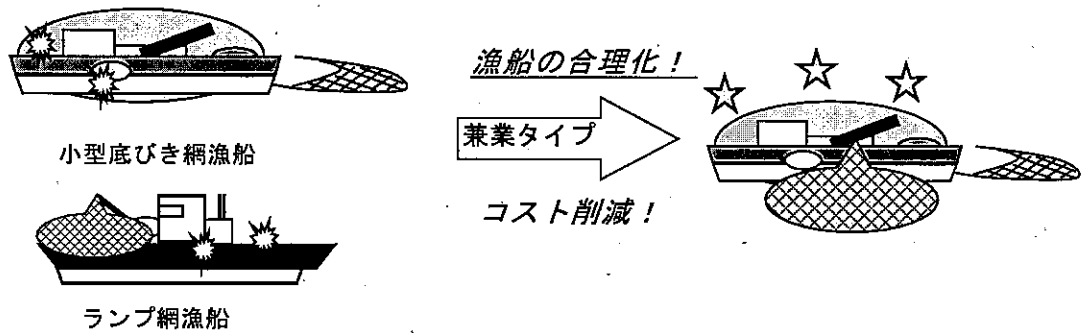 小型底びき網漁船
ランプ網漁船
漁船の合理化！
兼業タイプ
コスト削減！